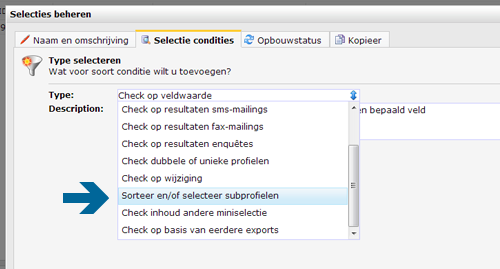 Selecties beheren
Naam en omschrijving
Selectie condities
Opbouwstatus
Kopieer
Type selecteren
Wat voor soort conditie wilt u toevoegen?
Type: Check op veldwaarde
Description: en bepaald veld
Check op resultaten sms-mailings
Check op resultaten fax-mailings
Check op resultaten enquêtes
Check dubbele of unieke profielen
Check op wijziging
Sorteer en/of selecteer subprofielen
Check inhoud andere miniselectie
Check op basis van eerdere exports